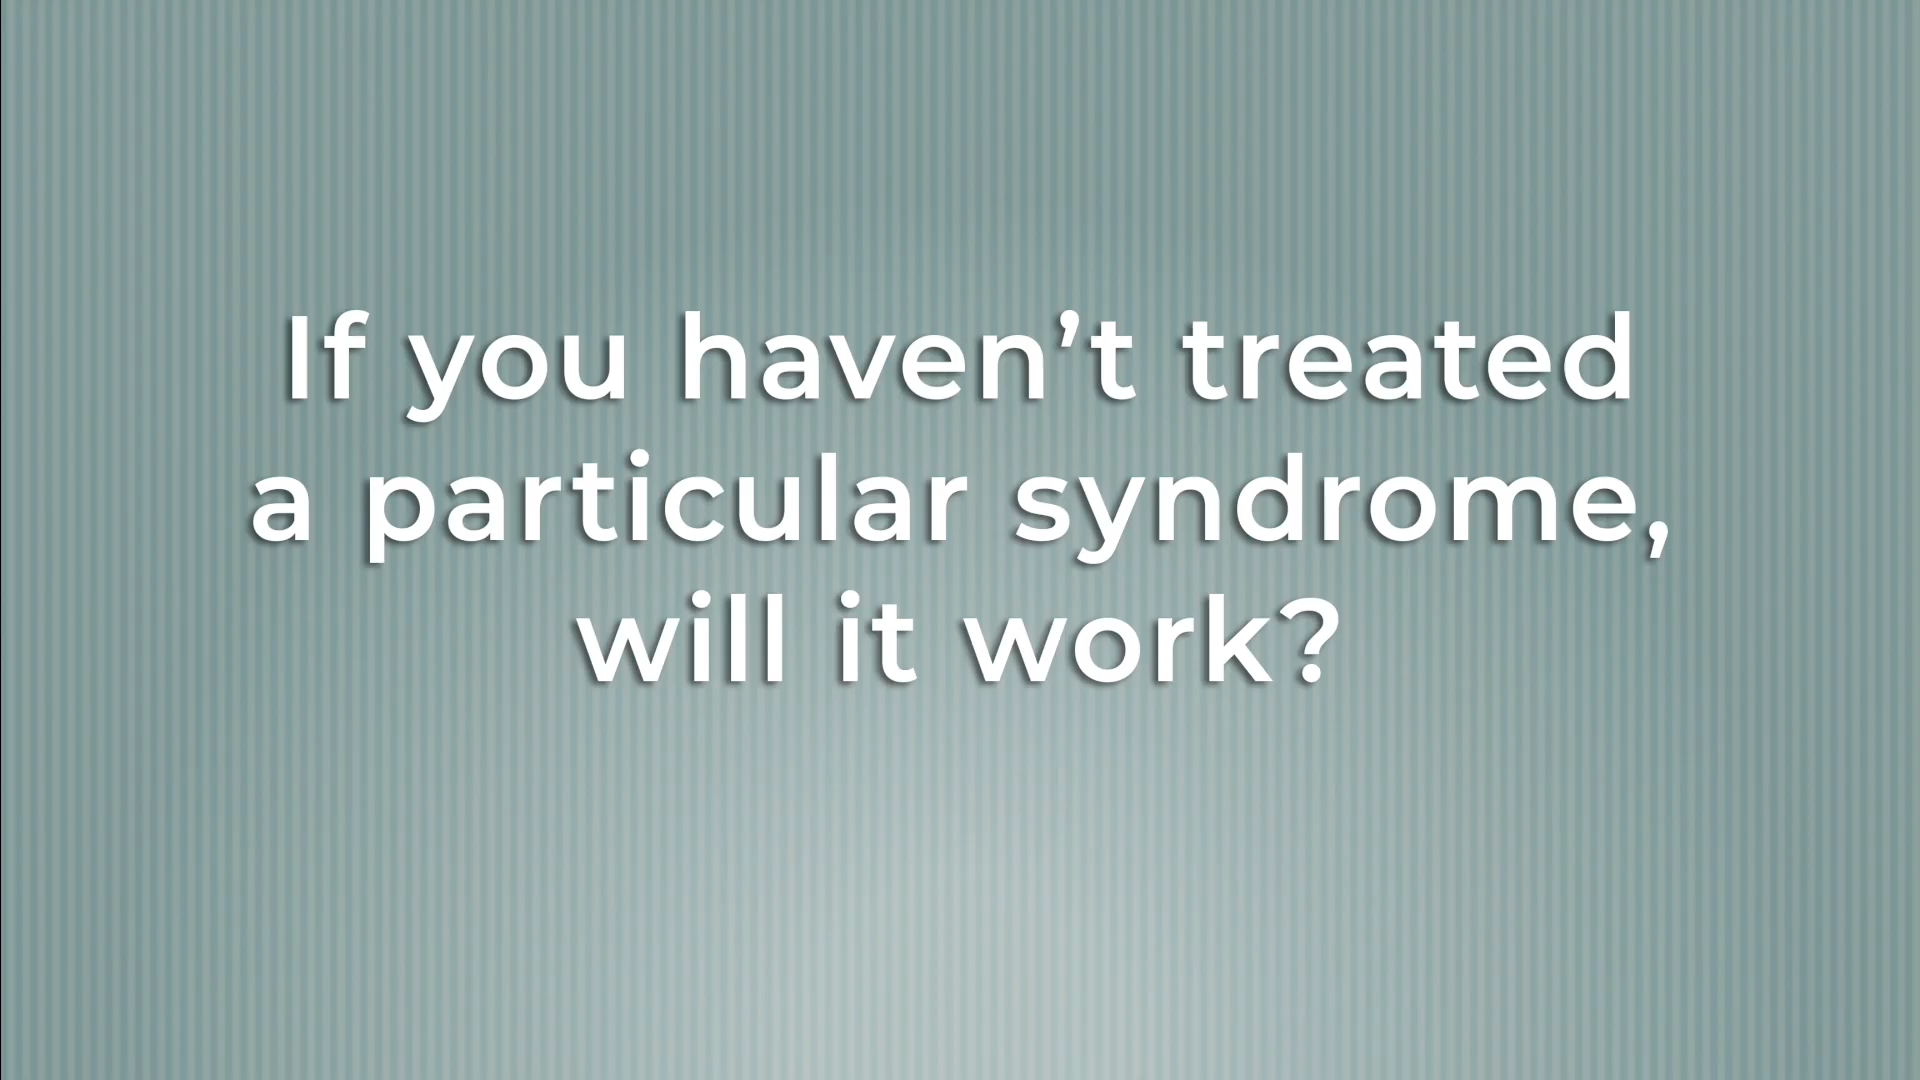 If you haven’t treated
a particular syndrome,
will it work?